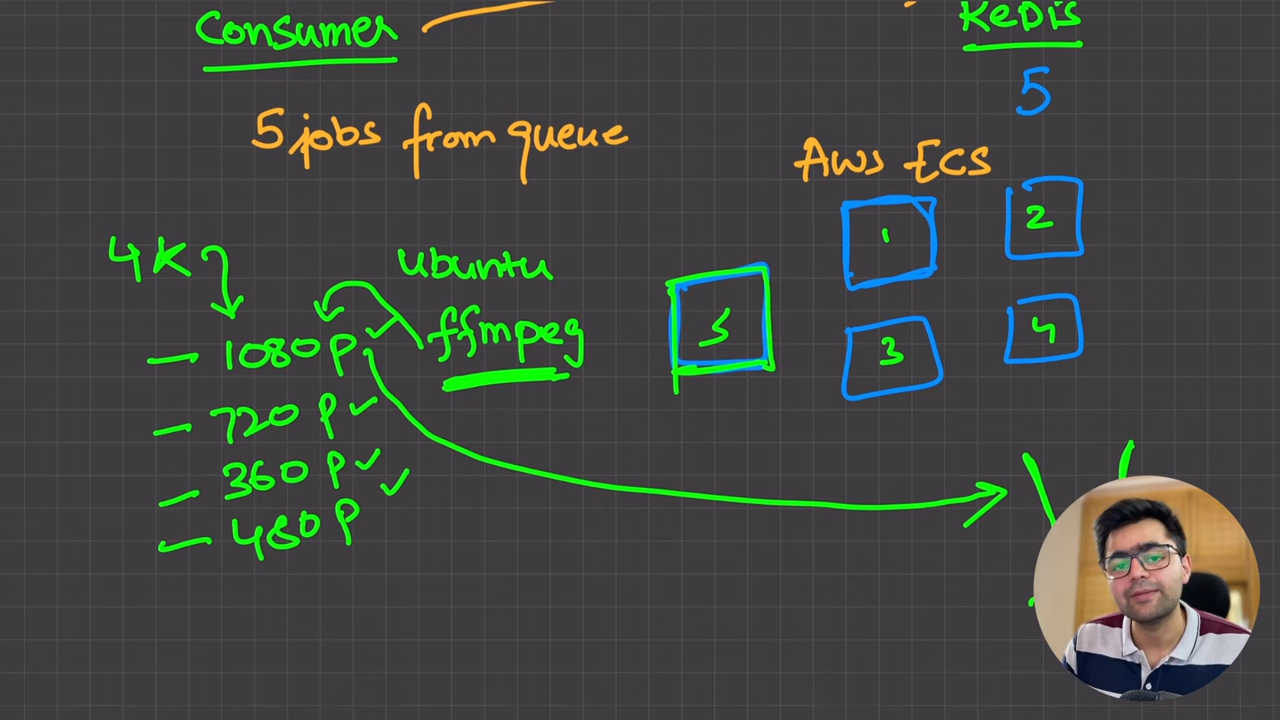 Consumer
Redis
5
5 jobs from queue
AWS ECS
1
2
4K
ubuntu
ffmpeg
5
3
4
- 1080P
- 720P
- 360P
- 480P